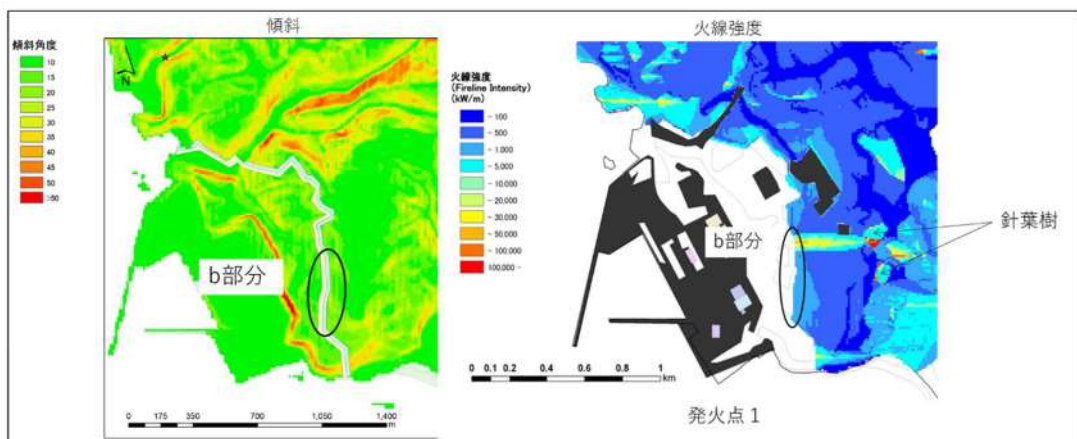 傾斜
傾斜角度
10
15
20
25
30
35
40
45
50
>50
N
b部分
0 175 350 700 1,050 1,400
m
火線強度
火線強度
(Fireline Intensity)
(kW/m)
- 100
- 500
- 1,000
- 5,000
- 10,000
- 20,000
- 30,000
- 50,000
- 100,000
100,000 -
b部分
針葉樹
0 0.1 0.2 0.4 0.6 0.8 1
km
発火点 1